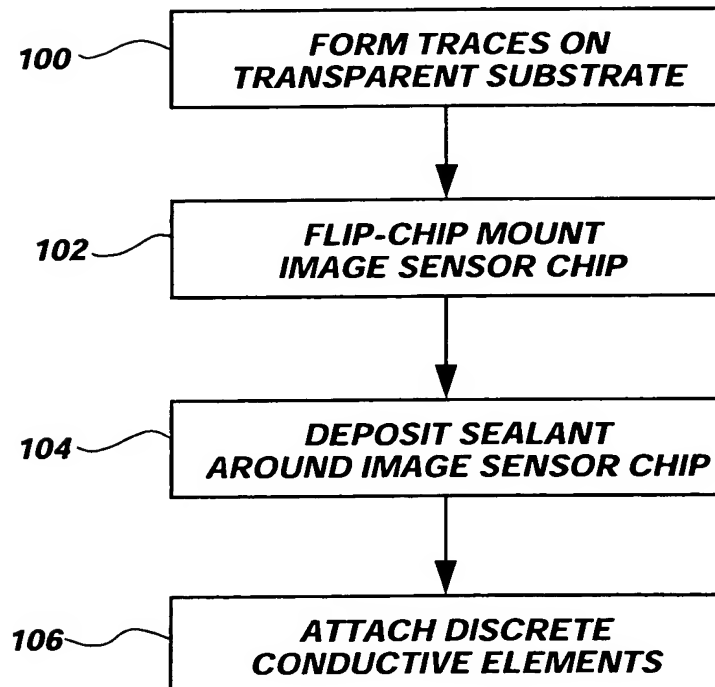 100
FORM TRACES ON
TRANSPARENT SUBSTRATE
102
FLIP-CHIP MOUNT
IMAGE SENSOR CHIP
104
DEPOSIT SEALANT
AROUND IMAGE SENSOR CHIP
106
ATTACH DISCRETE
CONDUCTIVE ELEMENTS